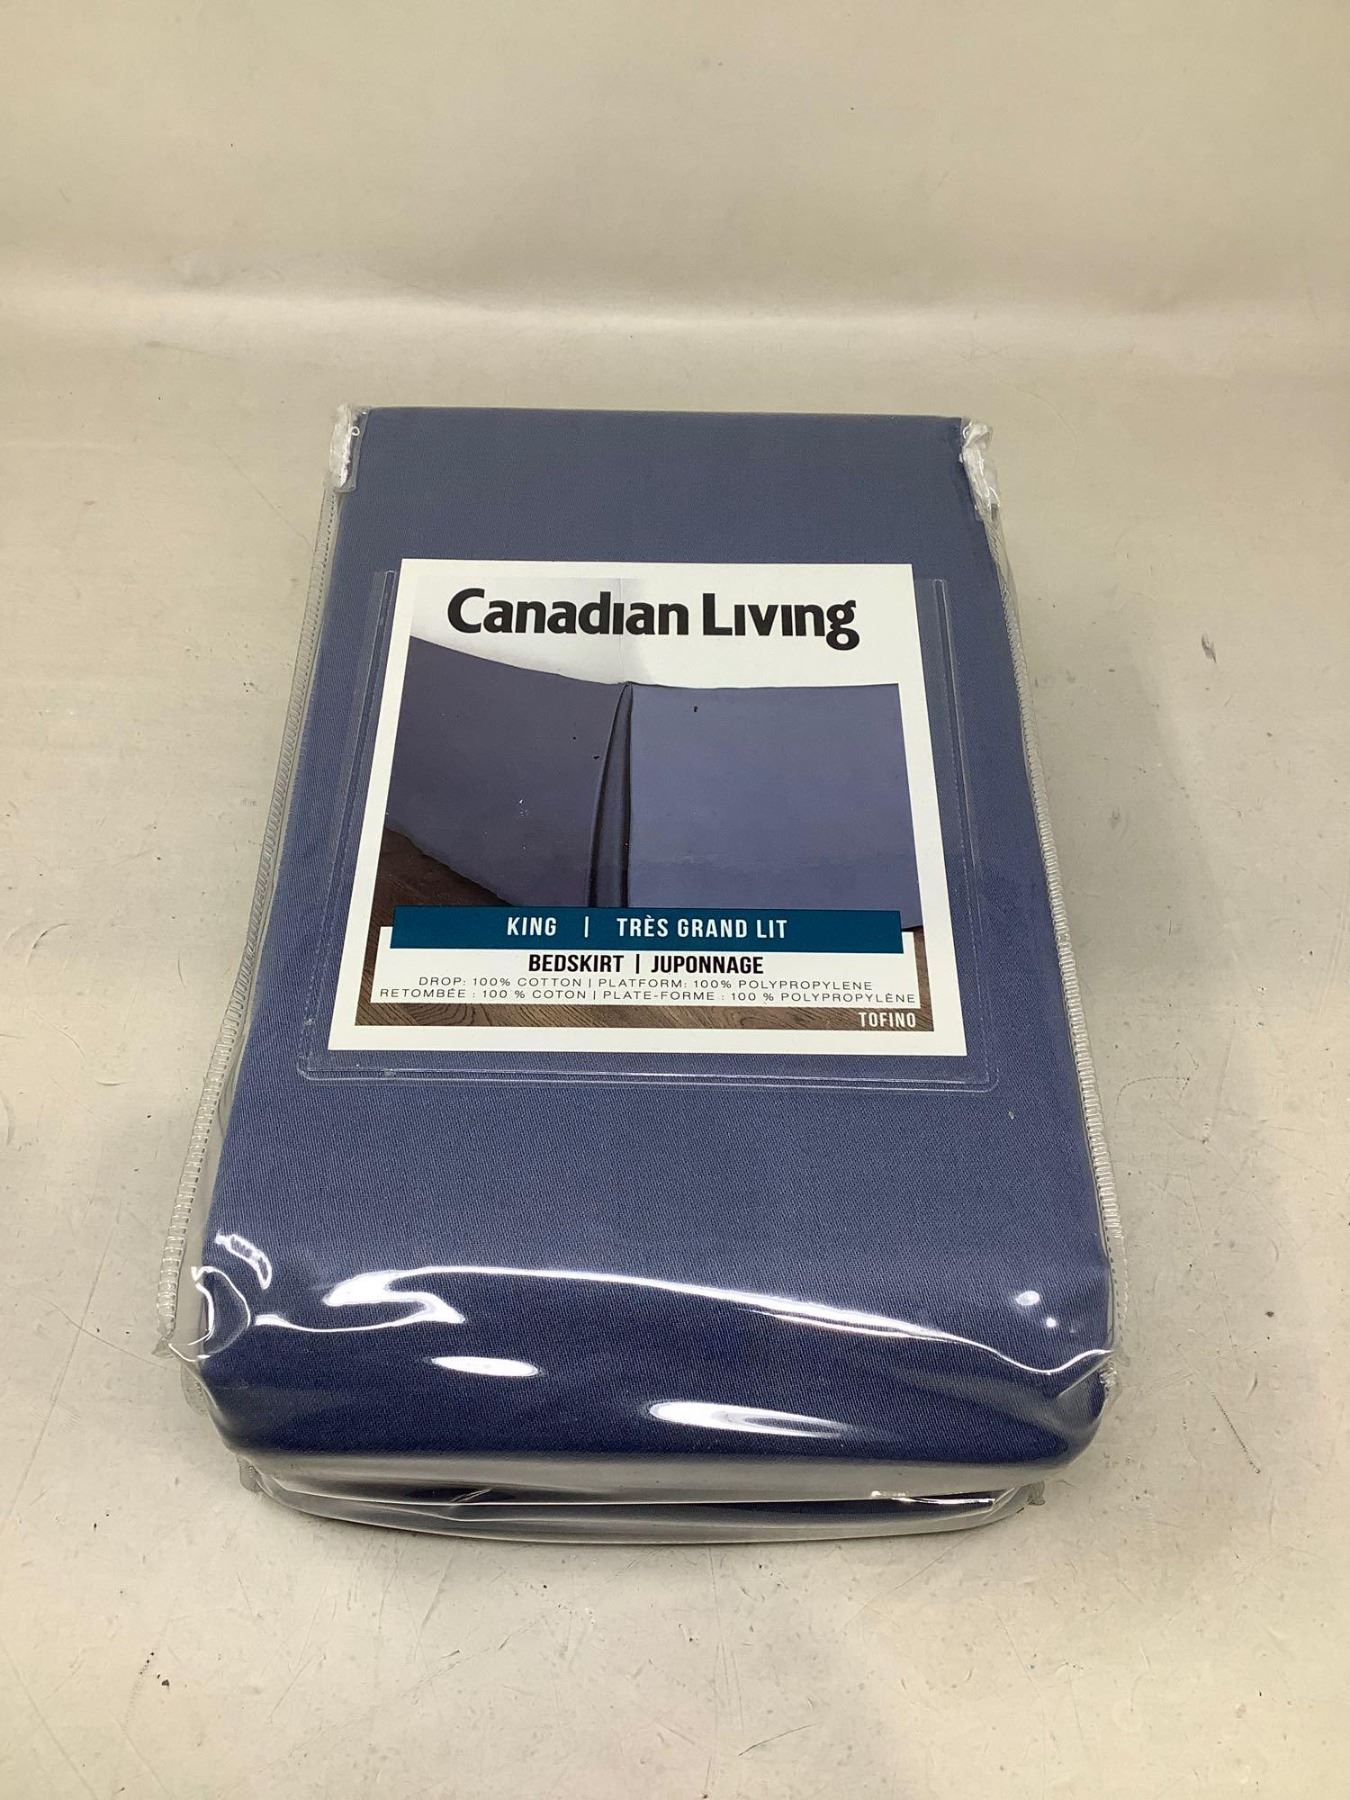 Canadian Living
KING | TRÈS GRAND LIT
BEDSKIRT | JUPONNAGE
DROP: 100% COTTON | PLATFORM: 100% POLYPROPYLENE
RETOMBÉE : 100 % COTON | PLATE-FORME : 100 % POLYPROPYLÈNE
TOFINO